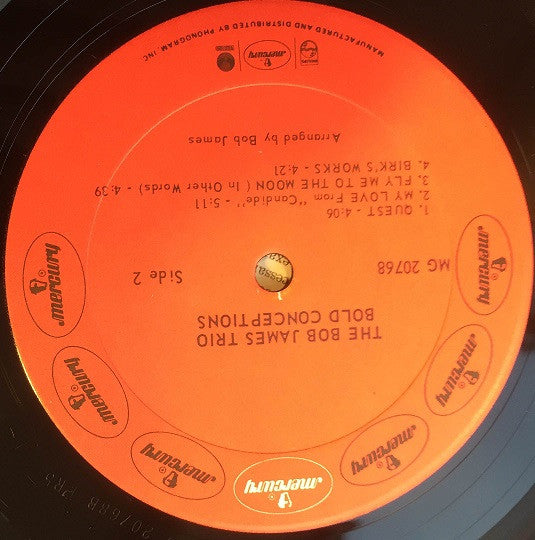 mercury
mercury
mercury
mercury
mercury
mercury
mercury
THE BOB JAMES TRIO
BOLD CONCEPTIONS
MG 20768
Side 2
1. QUEST - 4:06
2. MY LOVE From "Candide" - 5:11
3. FLY ME TO THE MOON ( In Other Words) - 4:39
4. BIRK'S WORKS - 4:21
Arranged by Bob James
PHILIPS
mercury
MANUFACTURED AND DISTRIBUTED BY PHONOGRAM, INC.